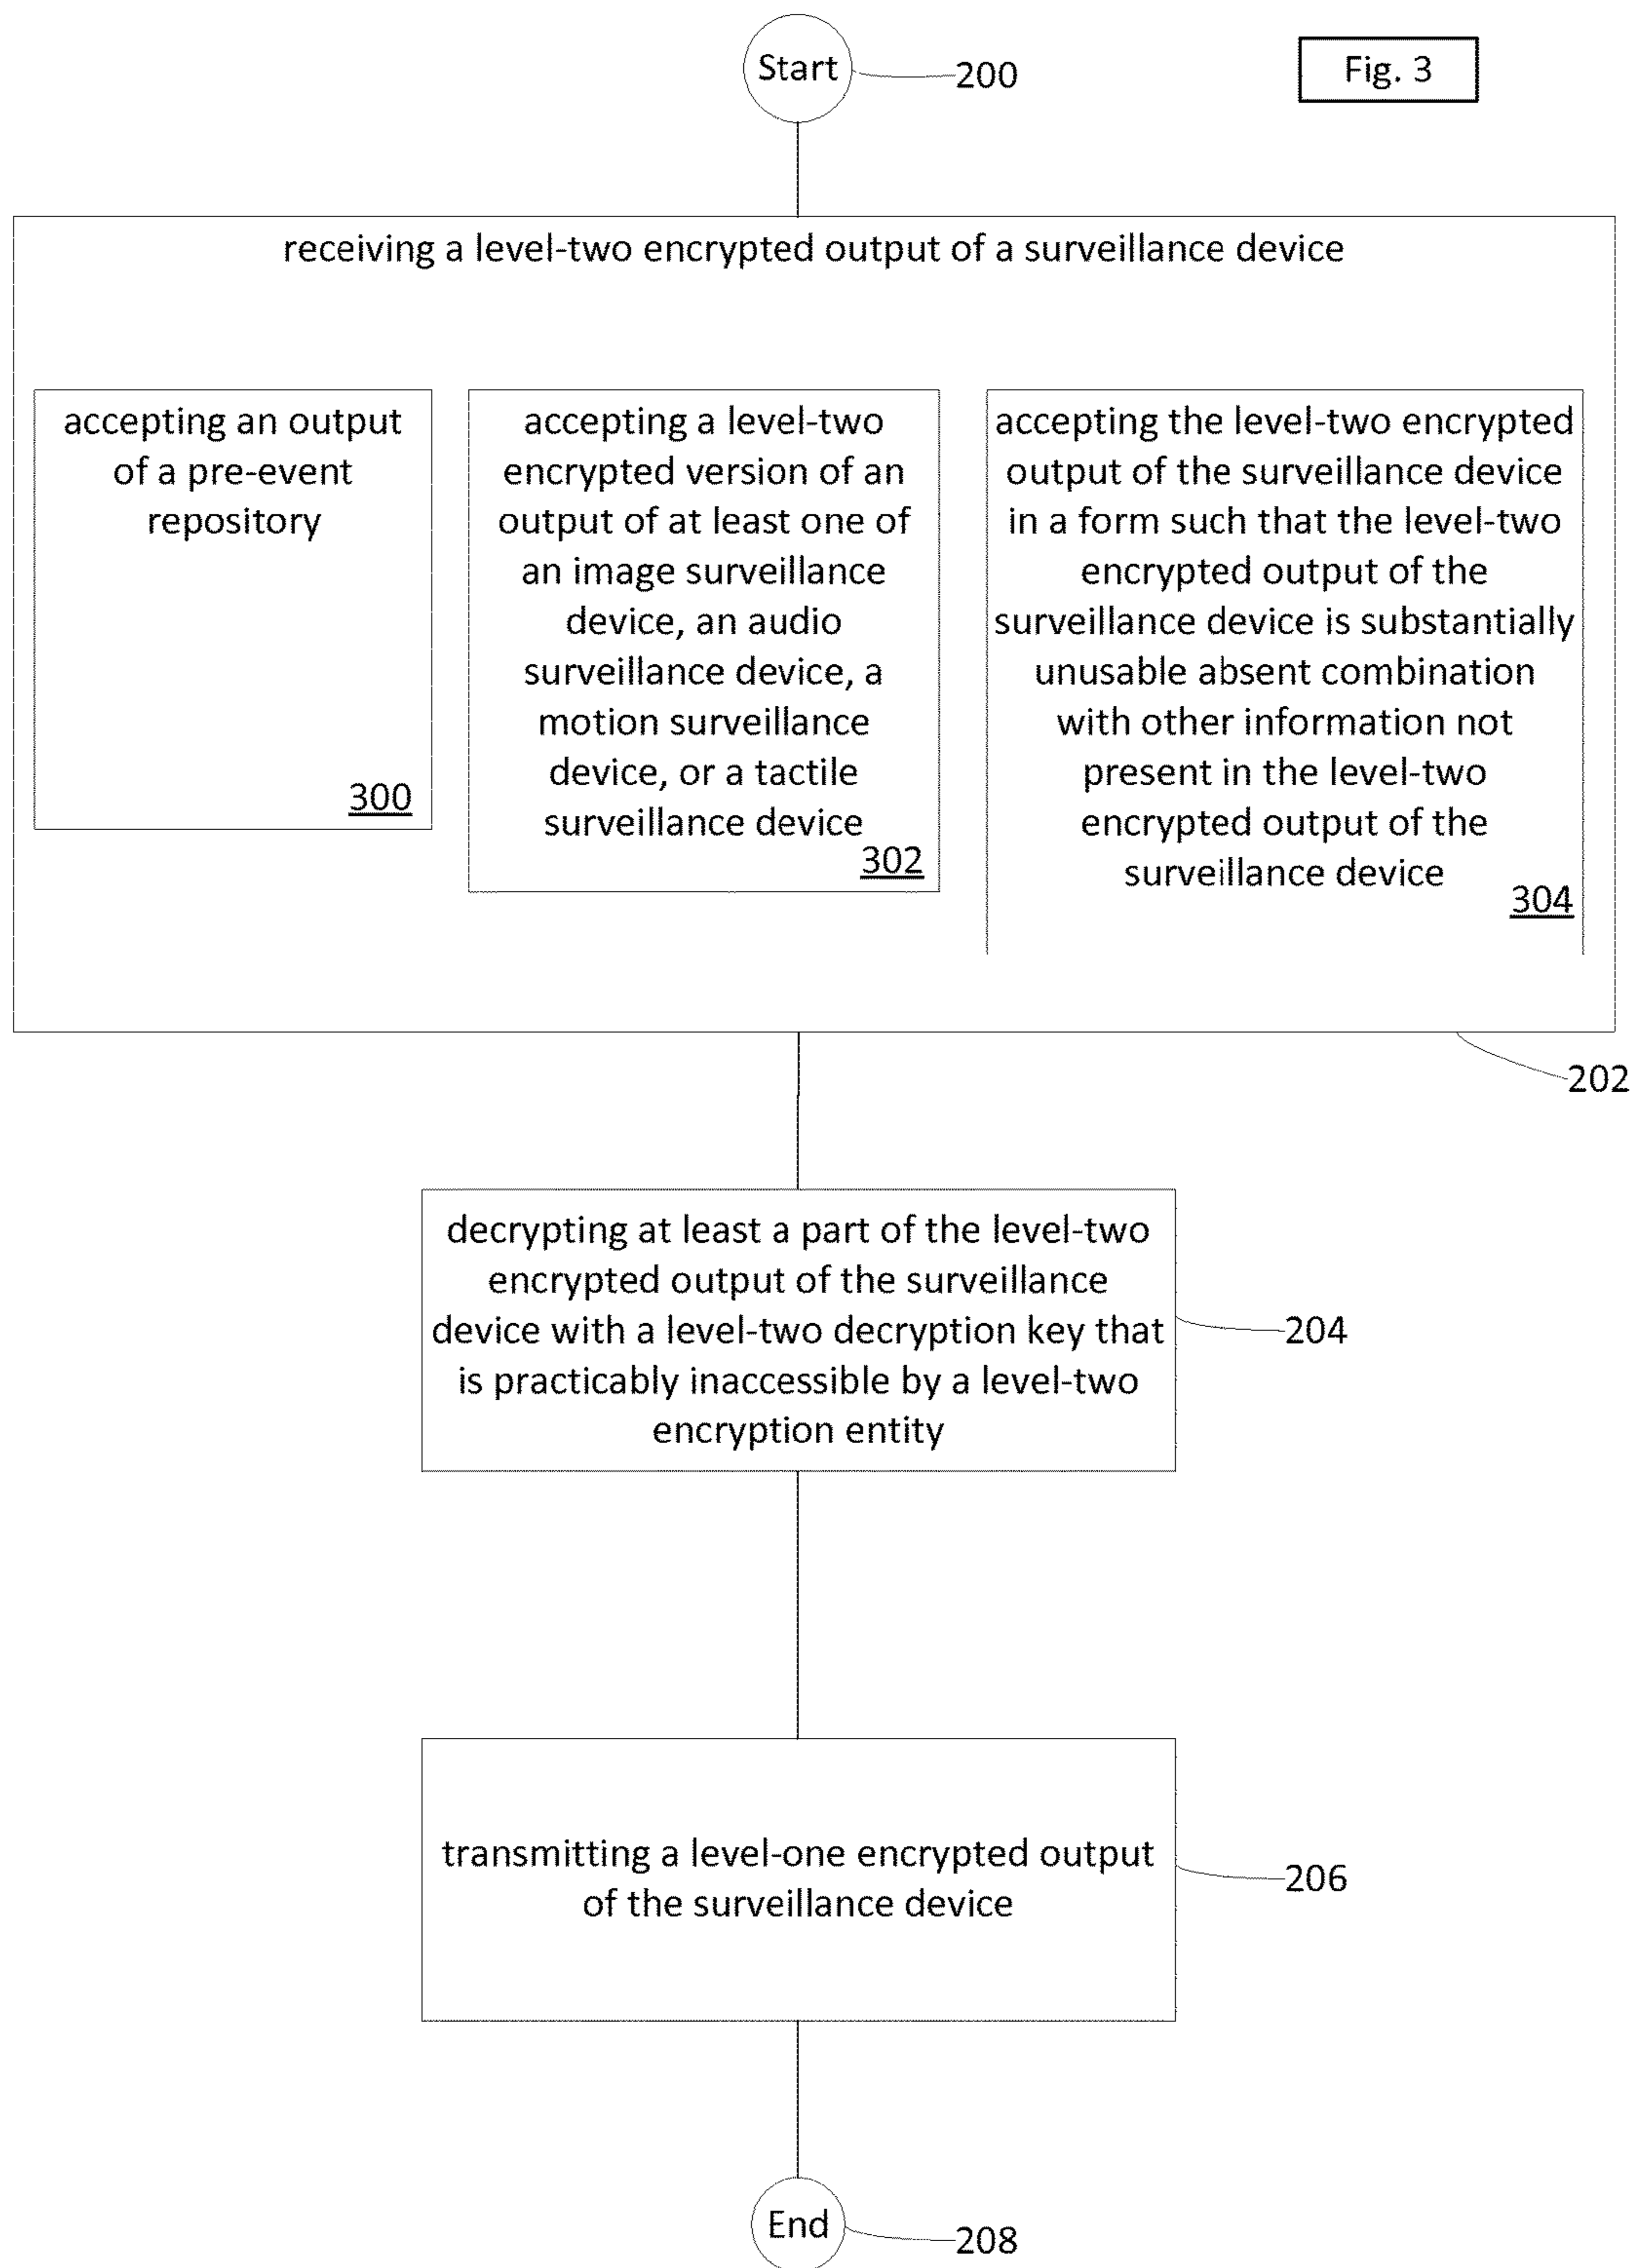 Start
200
Fig. 3
receiving a level-two encrypted output of a surveillance device
accepting an output
of a pre-event
repository
300
accepting a level-two
encrypted version of an
output of at least one of
an image surveillance
device, an audio
surveillance device, a
motion surveillance
device, or a tactile
surveillance device
302
accepting the level-two encrypted
output of the surveillance device
in a form such that the level-two
encrypted output of the
surveillance device is substantially
unusable absent combination
with other information not
present in the level-two
encrypted output of the
surveillance device
304
202
decrypting at least a part of the level-two
encrypted output of the surveillance
device with a level-two decryption key that
is practicably inaccessible by a level-two
encryption entity
204
transmitting a level-one encrypted output
of the surveillance device
206
End
208